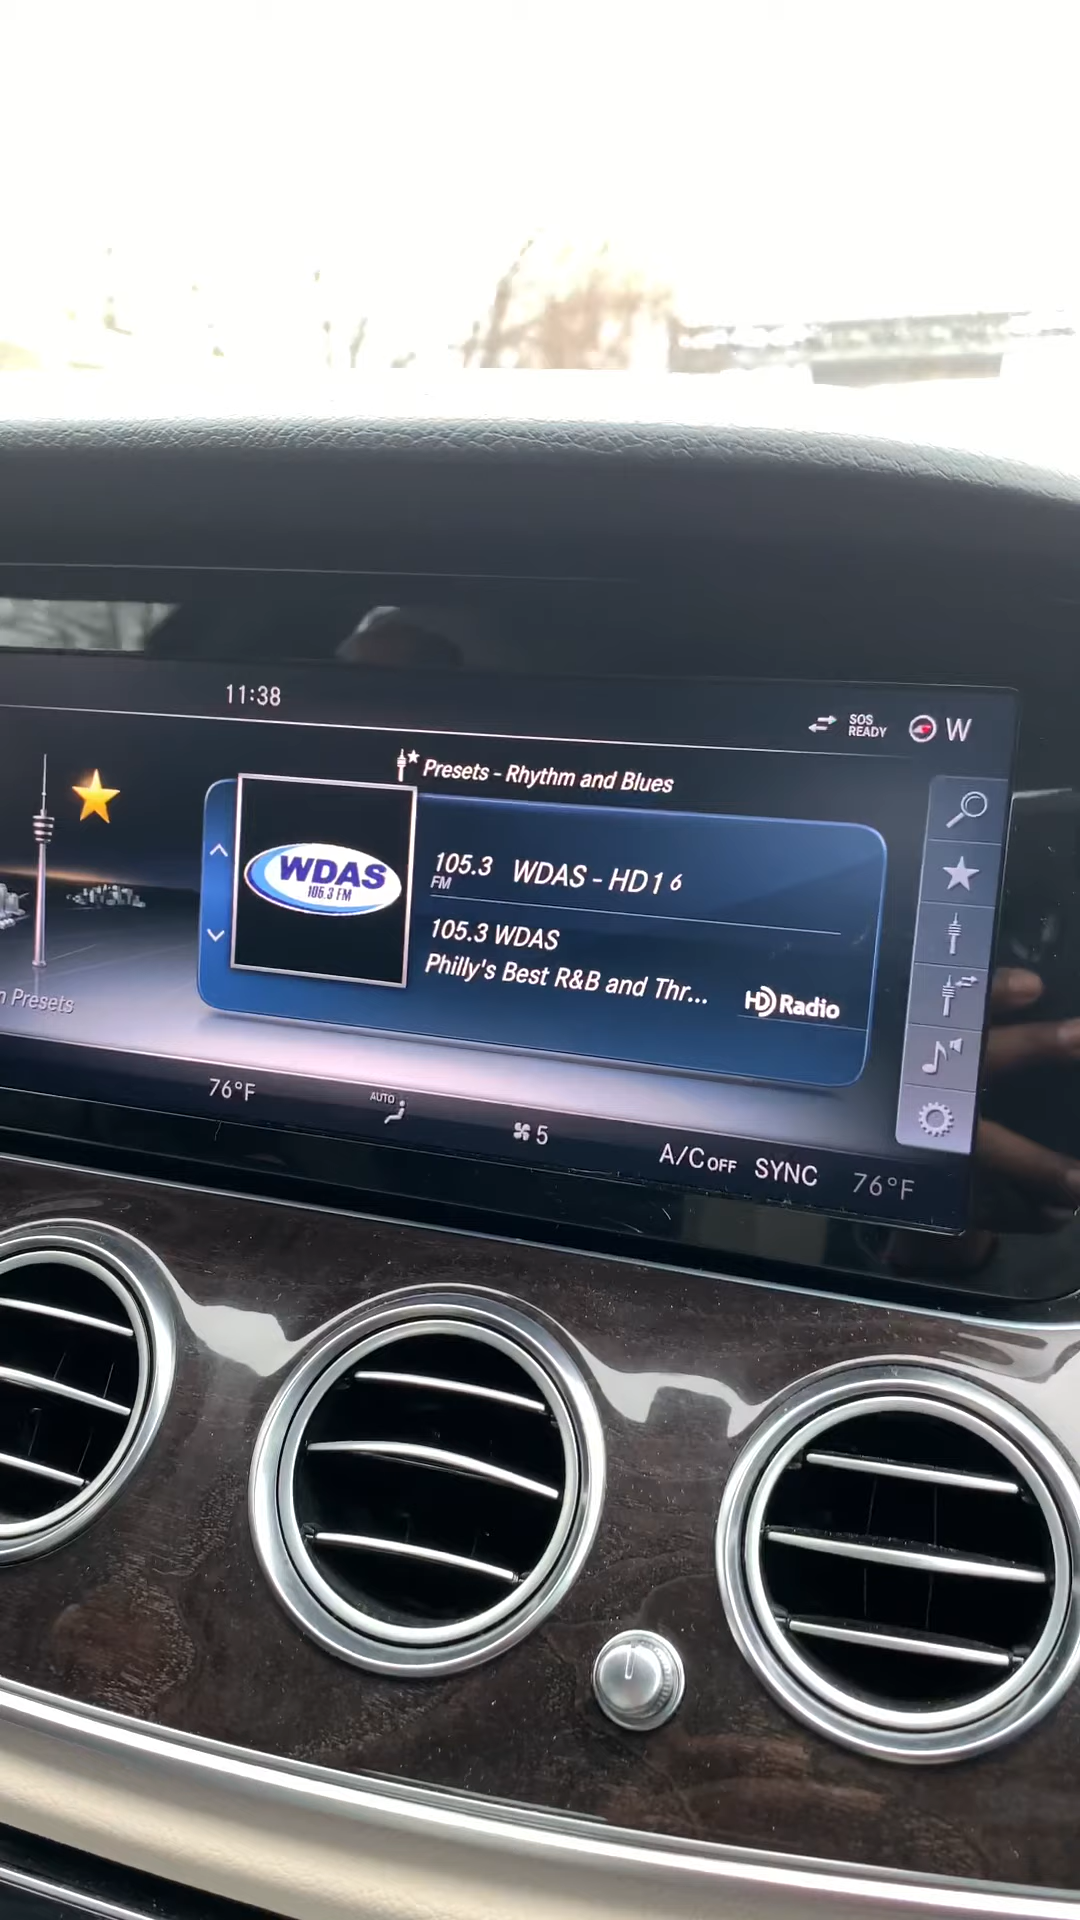 11:38
SOS
READY
W
Presets - Rhythm and Blues
WDAS
105.3 FM
105.3 WDAS - HD1 6
FM
105.3 WDAS
Philly's Best R&B and Thr...
HD Radio
Presets
76°F
AUTO
5
A/C OFF SYNC 76°F